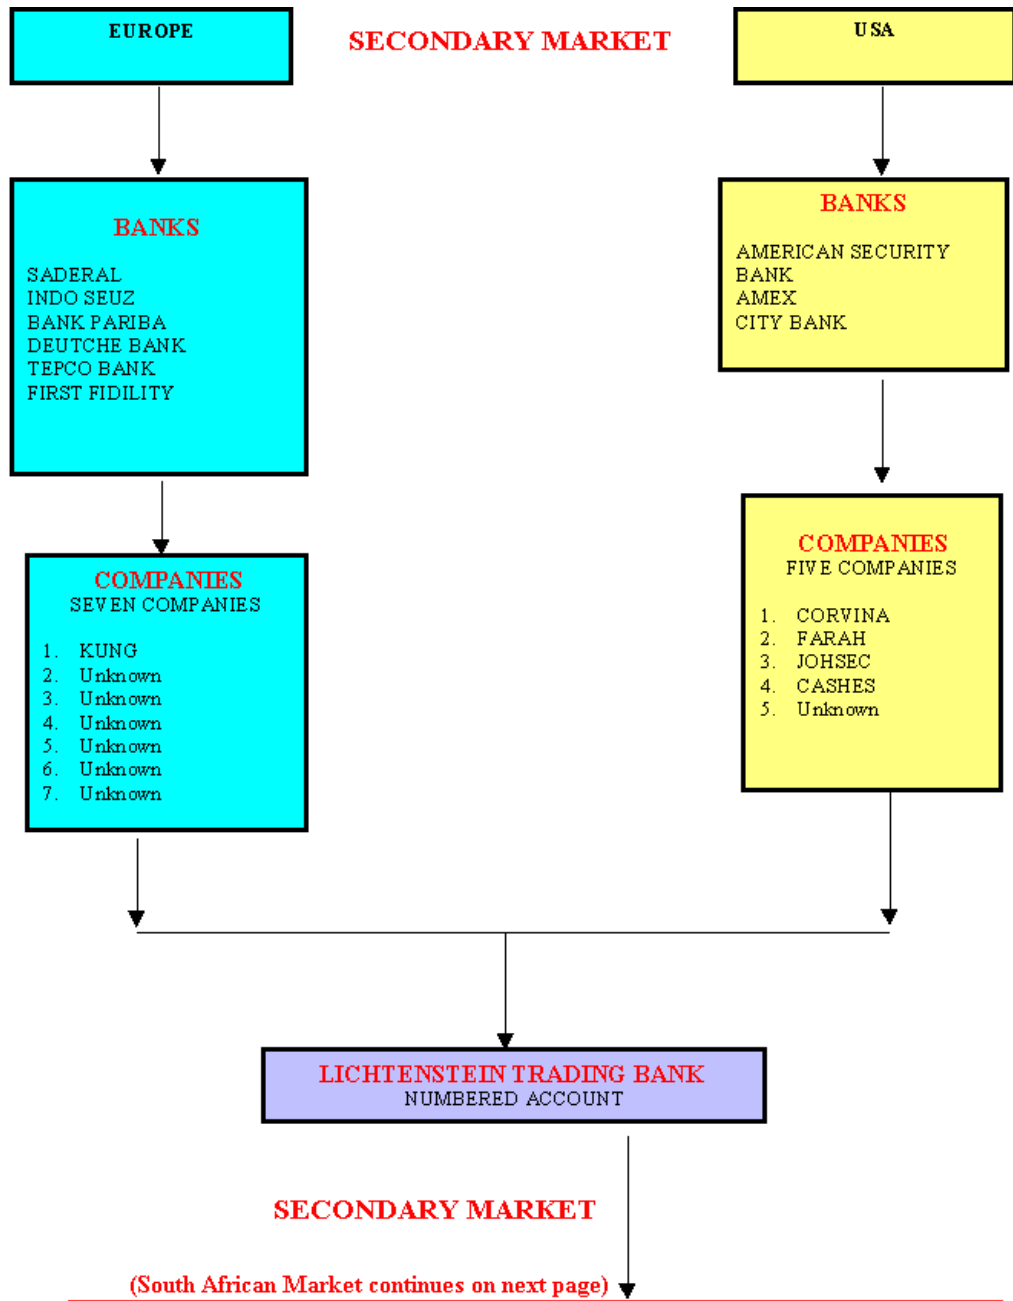 EUROPE
SECONDARY MARKET
USA
BANKS
SADERAL
INDO SEUZ
BANK PARIBA
DEUTCHE BANK
TEPCO BANK
FIRST FIDILITY
BANKS
AMERICAN SECURITY
BANK
AMEX
CITY BANK
COMPANIES
SEVEN COMPANIES
1. KUNG
2. Unknown
3. Unknown
4. Unknown
5. Unknown
6. Unknown
7. Unknown
COMPANIES
FIVE COMPANIES
1. CORVINA
2. FARAH
3. JOHSEC
4. CASHES
5. Unknown
LICHTENSTEIN TRADING BANK
NUMBERED ACCOUNT
SECONDARY MARKET
(South African Market continues on next page)